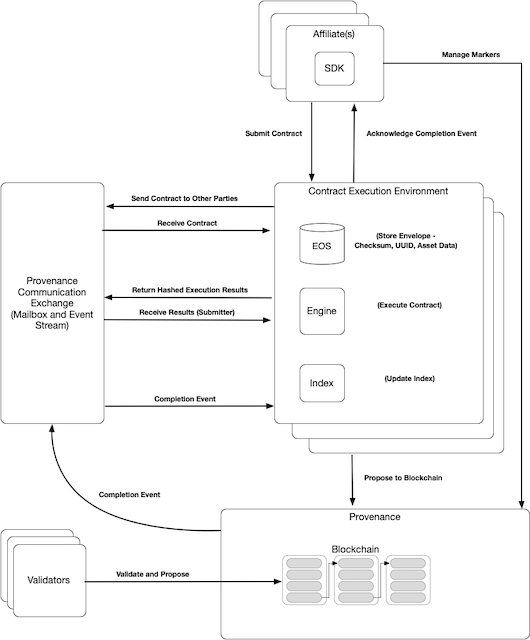 Affiliate(s)
SDK
Manage Markers
Submit Contract
Acknowledge Completion Event
Send Contract to Other Parties
Receive Contract
Return Hashed Execution Results
Receive Results (Submitter)
Completion Event
Provenance
Communication
Exchange
(Mailbox and Event
Stream)
Contract Execution Environment
EOS
(Store Envelope -
Checksum, UUID, Asset Data)
Engine
(Execute Contract)
Index
(Update Index)
Propose to Blockchain
Completion Event
Provenance
Blockchain
Validators
Validate and Propose